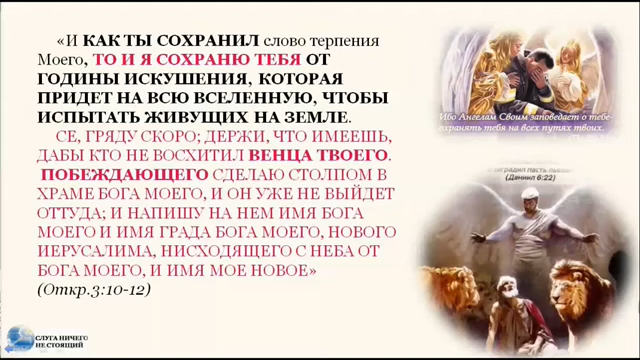 «И КАК ТЫ СОХРАНИЛ слово терпения
Моего, ТО И Я СОХРАНЮ ТЕБЯ ОТ
ГОДИНЫ ИСКУШЕНИЯ, КОТОРАЯ
ПРИДЕТ НА ВСЮ ВСЕЛЕННУЮ, ЧТОБЫ
ИСПЫТАТЬ ЖИВУЩИХ НА ЗЕМЛЕ.
СЕ, ГРЯДУ СКОРО; ДЕРЖИ, ЧТО ИМЕЕШЬ,
ДАБЫ КТО НЕ ВОСХИТИЛ ВЕНЦА ТВОЕГО.
ПОБЕЖДАЮЩЕГО СДЕЛАЮ СТОЛПОМ В
ХРАМЕ БОГА МОЕГО, И ОН УЖЕ НЕ ВЫЙДЕТ
ОТТУДА; И НАПИШУ НА НЕМ ИМЯ БОГА
МОЕГО И ИМЯ ГРАДА БОГА МОЕГО, НОВОГО
ИЕРУСАЛИМА, НИСХОДЯЩЕГО С НЕБА ОТ
БОГА МОЕГО, И ИМЯ МОЕ НОВОЕ»
(Откр.3:10-12)
Ибо Ангелам Своим заповедает о тебе-
охранять тебя на всех путях твоих.
пасть
(Даниил 6:22)
СЛУГА НИЧЕГО
НЕ СТОЯЩИЙ